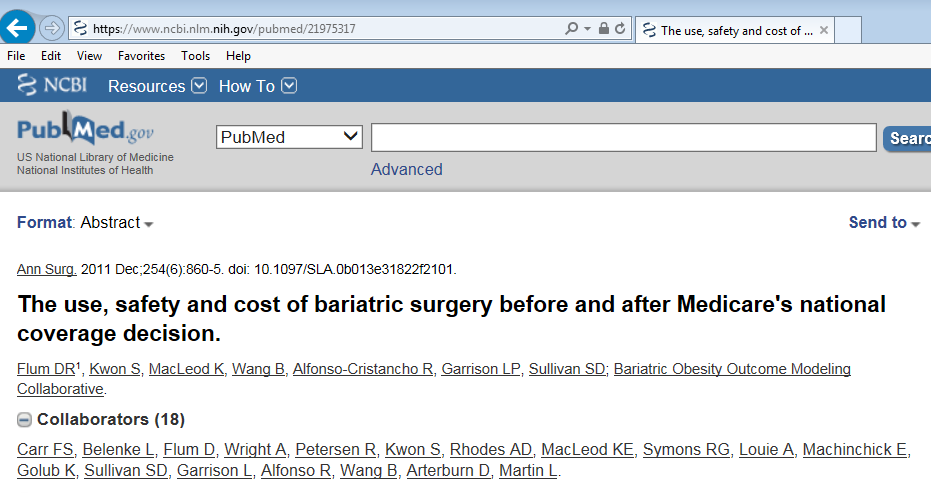 https://www.ncbi.nlm.nih.gov/pubmed/21975317
The use, safety and cost of ...
File Edit View Favorites Tools Help
NCBI Resources How To
PubMed.gov
US National Library of Medicine
National Institutes of Health
PubMed
Searc
Advanced
Format: Abstract
Send to
Ann Surg. 2011 Dec;254(6):860-5. doi: 10.1097/SLA.0b013e31822f2101.
The use, safety and cost of bariatric surgery before and after Medicare's national
coverage decision.
Flum DR1, Kwon S, MacLeod K, Wang B, Alfonso-Cristancho R, Garrison LP, Sullivan SD; Bariatric Obesity Outcome Modeling
Collaborative.
Collaborators (18)
Carr FS, Belenke L, Flum D, Wright A, Petersen R, Kwon S, Rhodes AD, MacLeod KE, Symons RG, Louie A, Machinchick E,
Golub K, Sullivan SD, Garrison L, Alfonso R, Wang B, Arterburn D, Martin L.